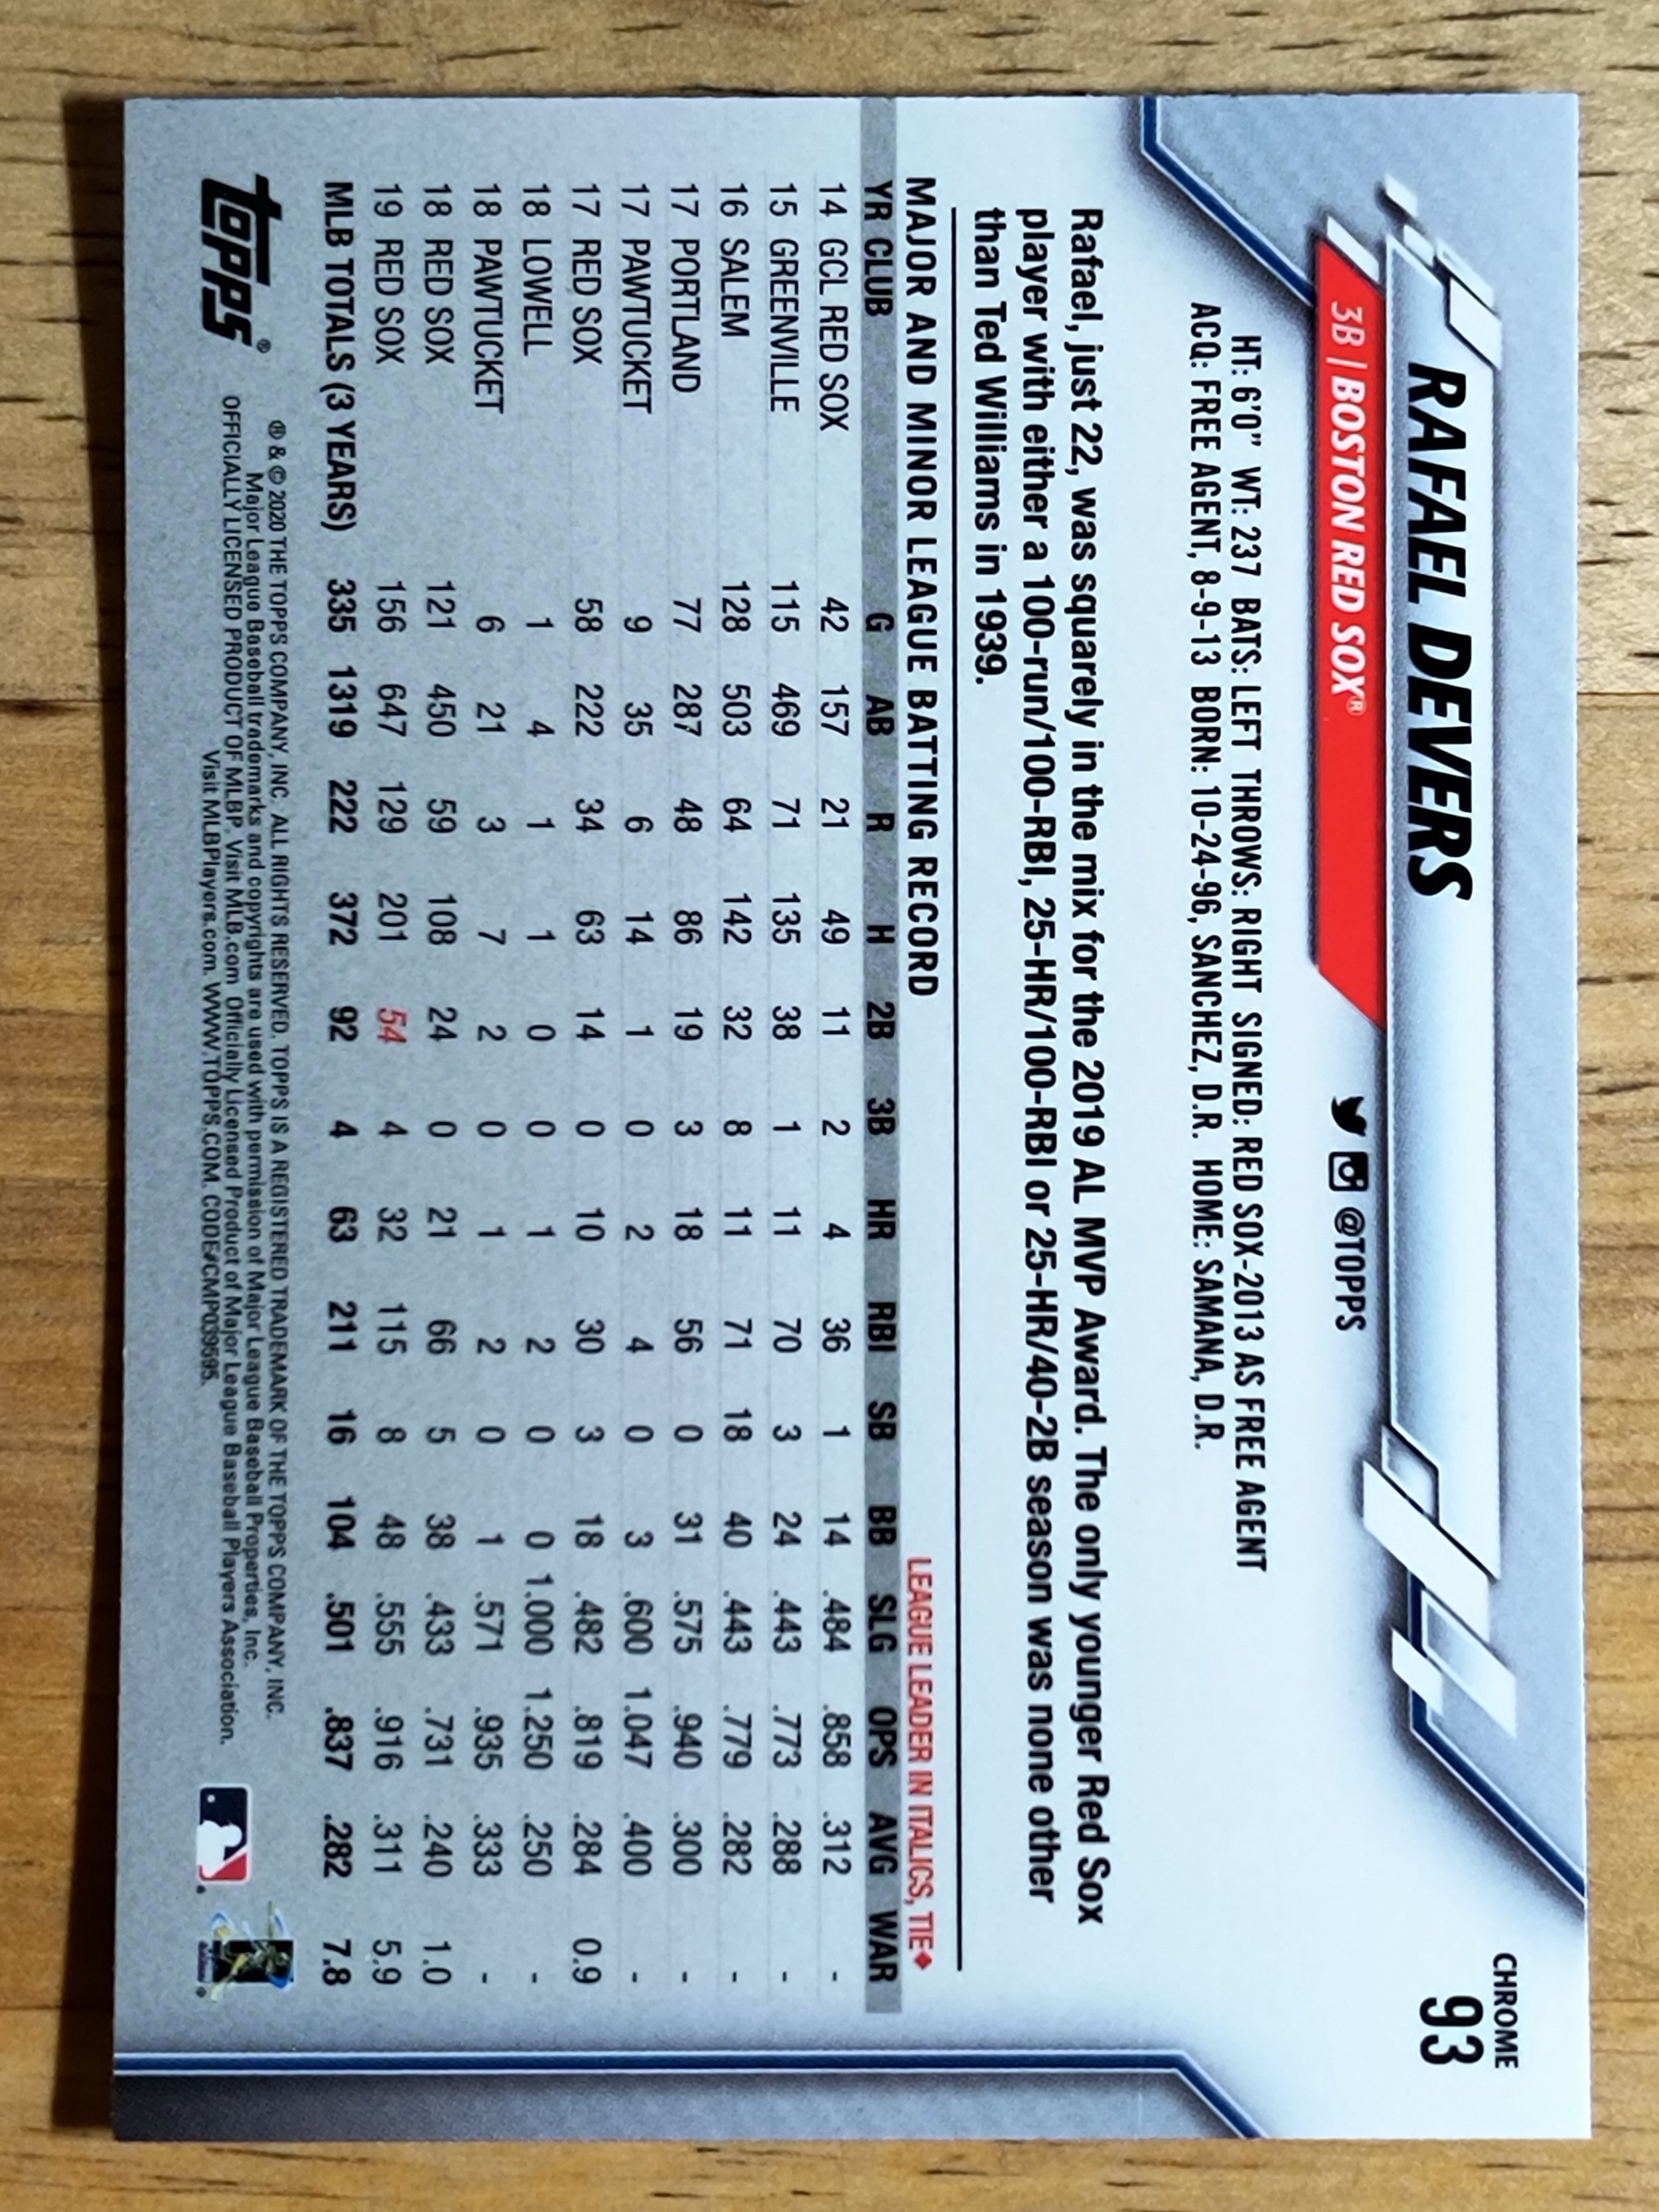 CHROME
93
RAFAEL DEVERS
3B | BOSTON RED SOX®
@TOPPS
HT: 6'0" WT: 237 BATS: LEFT THROWS: RIGHT SIGNED: RED SOX-2013 AS FREE AGENT
ACQ: FREE AGENT, 8-9-13 BORN: 10-24-96, SANCHEZ, D.R. HOME: SAMANA, D.R.
Rafael, just 22, was squarely in the mix for the 2019 AL MVP Award. The only younger Red Sox
player with either a 100-run/100-RBI, 25-HR/100-RBI or 25-HR/40-2B season was none other
than Ted Williams in 1939.
MAJOR AND MINOR LEAGUE BATTING RECORD LEAGUE LEADER IN ITALICS, TIE◆
YR CLUB G AB R H 2B 3B HR RBI SB BB SLG OPS AVG WAR
14 GCL RED SOX 42 157 21 49 11 2 4 36 1 14 .484 .858 .312 -
15 GREENVILLE 115 469 71 135 38 1 11 70 3 24 .443 .773 .288 -
16 SALEM 128 503 64 142 32 8 11 71 18 40 .443 .779 .282 -
17 PORTLAND 77 287 48 86 19 3 18 56 0 31 .575 .940 .300 -
17 PAWTUCKET 9 35 6 14 1 0 2 4 0 3 .600 1.047 .400 -
17 RED SOX 58 222 34 63 14 0 10 30 3 18 .482 .819 .284 0.9
18 LOWELL 1 4 1 1 0 0 1 2 0 0 1.000 1.250 .250 -
18 PAWTUCKET 6 21 3 7 2 0 1 2 0 1 .571 .935 .333 -
18 RED SOX 121 450 59 108 24 0 21 66 5 38 .433 .731 .240 1.0
19 RED SOX 156 647 129 201 54 4 32 115 8 48 .555 .916 .311 5.9
MLB TOTALS (3 YEARS) 335 1319 222 372 92 4 63 211 16 104 .501 .837 .282 7.8
topps®
® & © 2020 THE TOPPS COMPANY, INC. ALL RIGHTS RESERVED. TOPPS IS A REGISTERED TRADEMARK OF THE TOPPS COMPANY, INC.
Major League Baseball trademarks and copyrights are used with permission of Major League Baseball Properties, Inc.
OFFICIALLY LICENSED PRODUCT OF MLBP. Visit MLB.com Officially Licensed Product of Major League Baseball Players Association.
Visit MLBPlayers.com. WWW.TOPPS.COM. CODE#CMP039595.